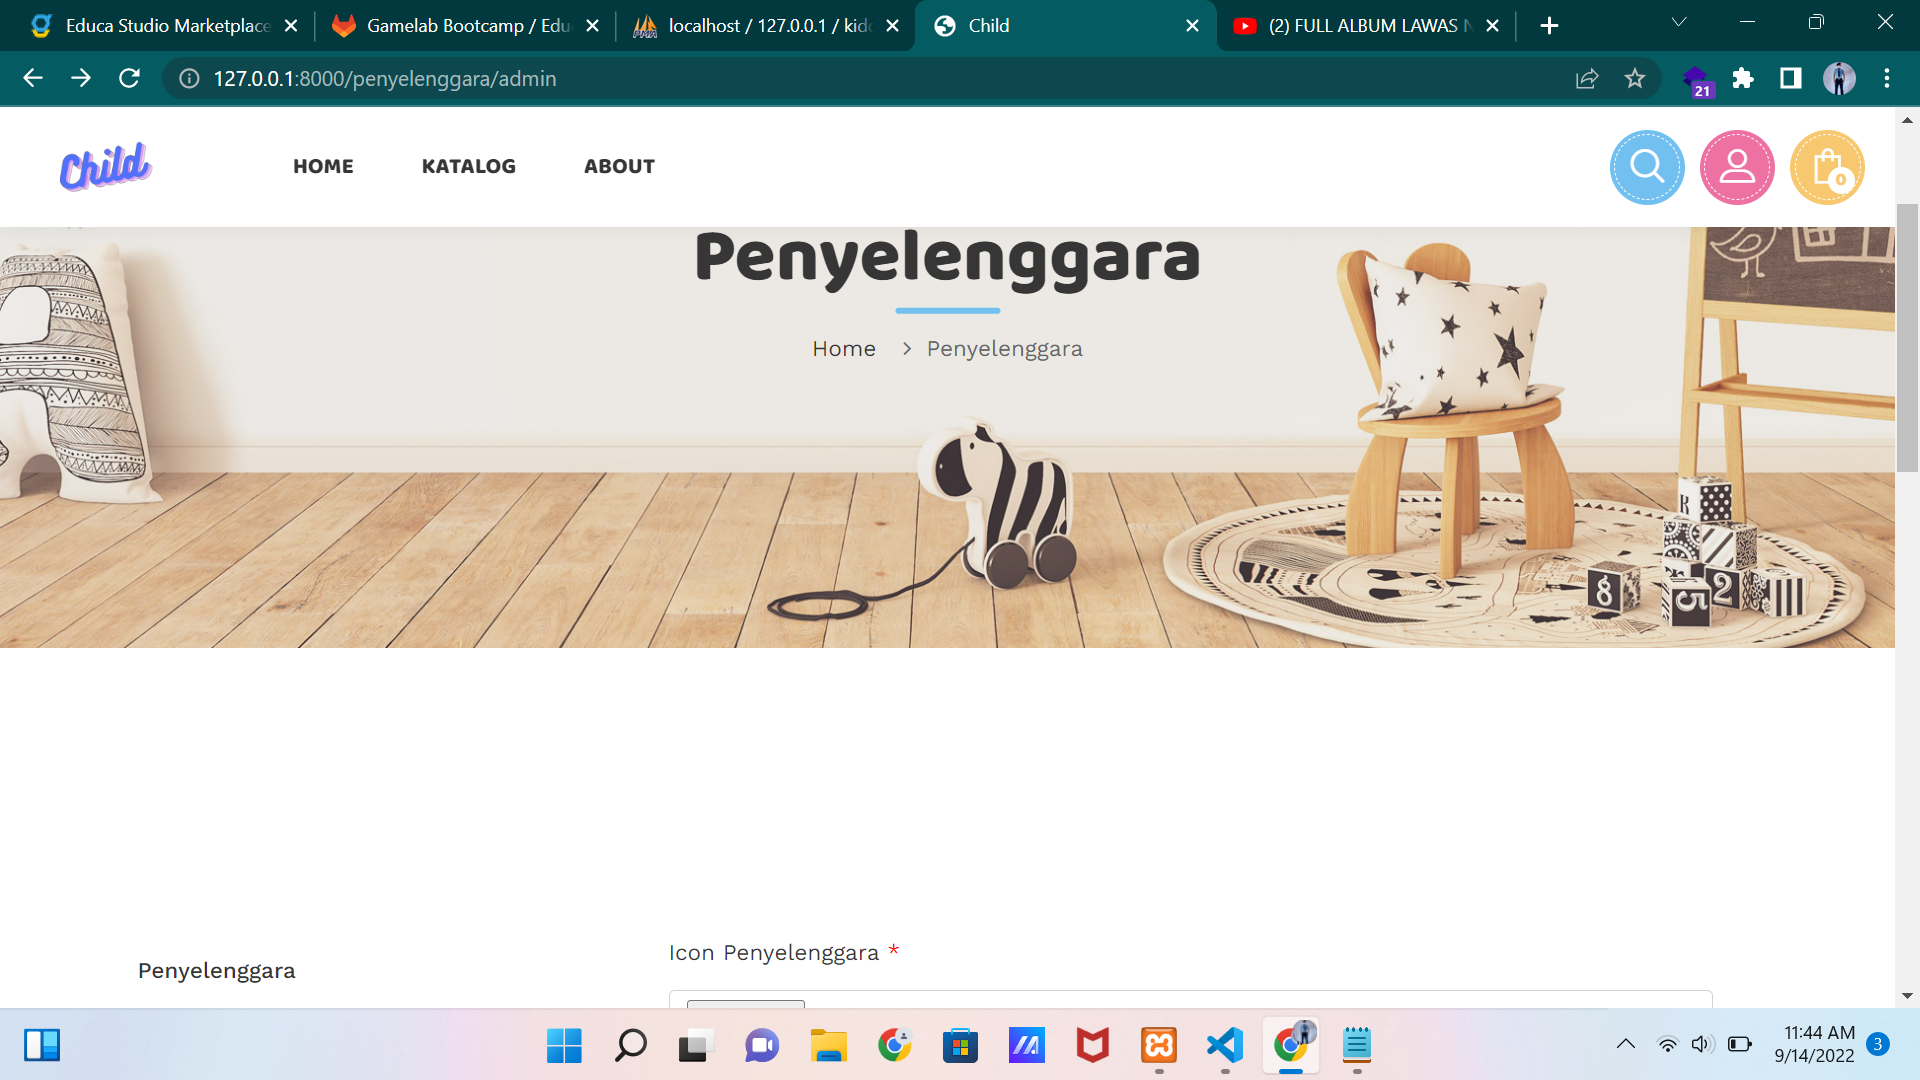 Educa Studio Marketplace
Gamelab Bootcamp / Edu
localhost / 127.0.0.1 / kidd
Child
(2) FULL ALBUM LAWAS N
127.0.0.1:8000/penyelenggara/admin
21
Child
HOME
KATALOG
ABOUT
0
Penyelenggara
Home > Penyelenggara
8
5
2
Icon Penyelenggara *
Penyelenggara
11:44 AM
9/14/2022
3